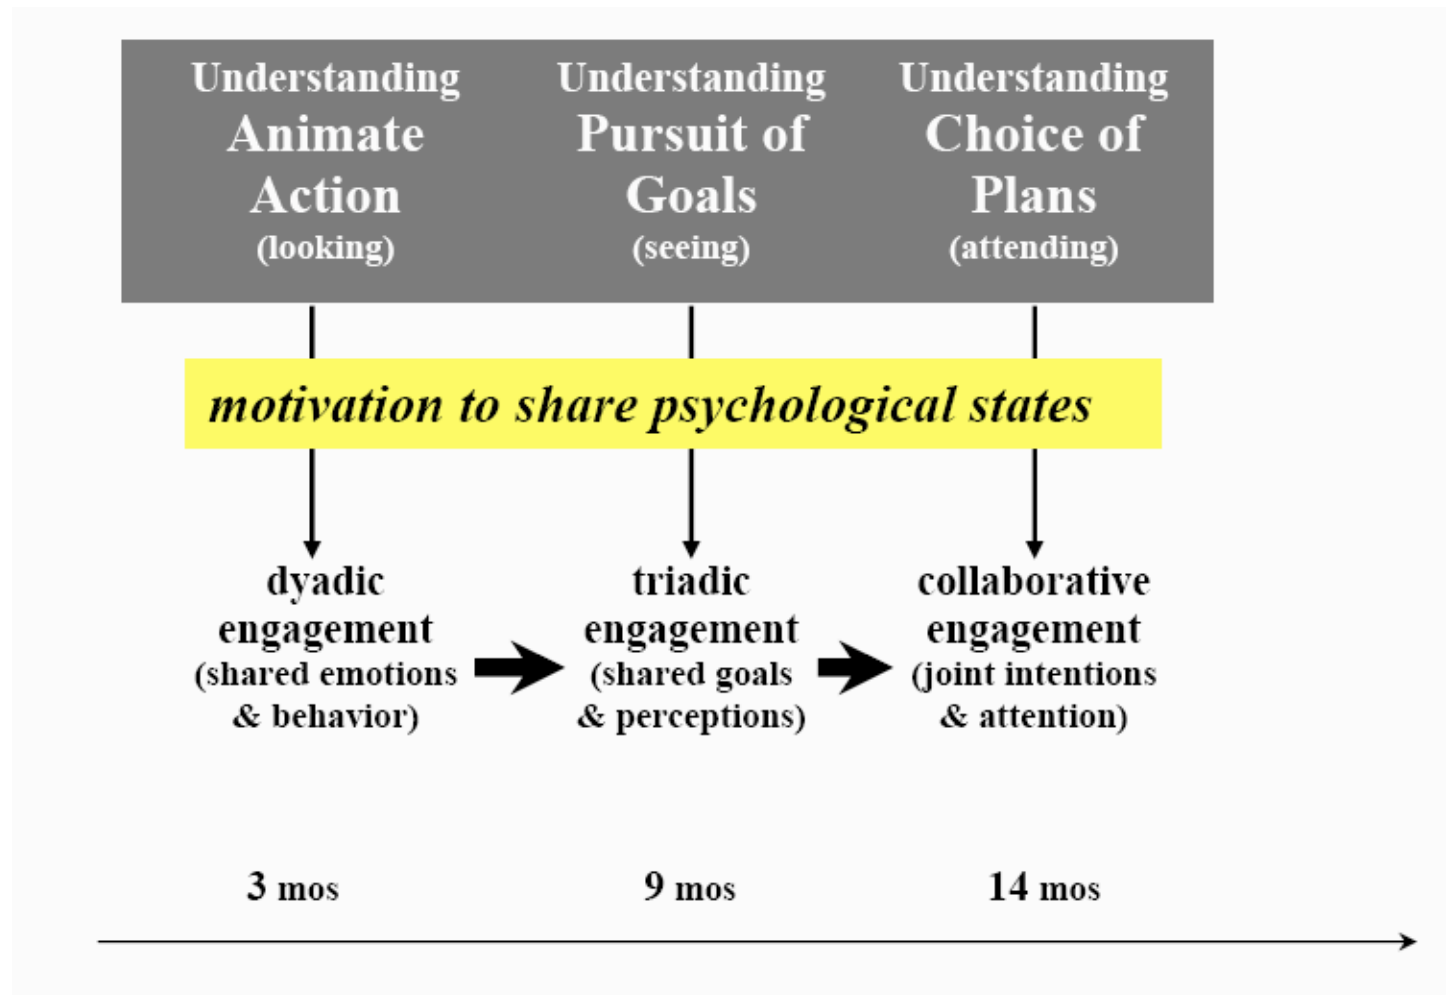 Understanding
Animate
Action
(looking)
Understanding
Pursuit of
Goals
(seeing)
Understanding
Choice of
Plans
(attending)
motivation to share psychological states
dyadic
engagement
(shared emotions
& behavior)
triadic
engagement
(shared goals
& perceptions)
collaborative
engagement
(joint intentions
& attention)
3 mos
9 mos
14 mos